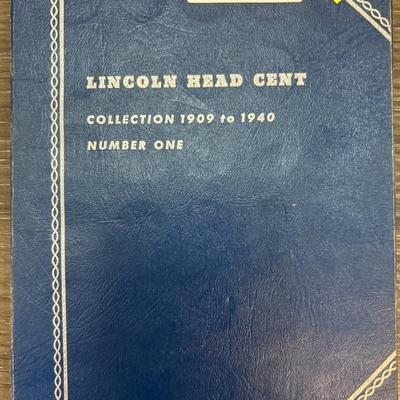 LINCOLN HEAD CENT
COLLECTION 1909 to 1940
NUMBER ONE